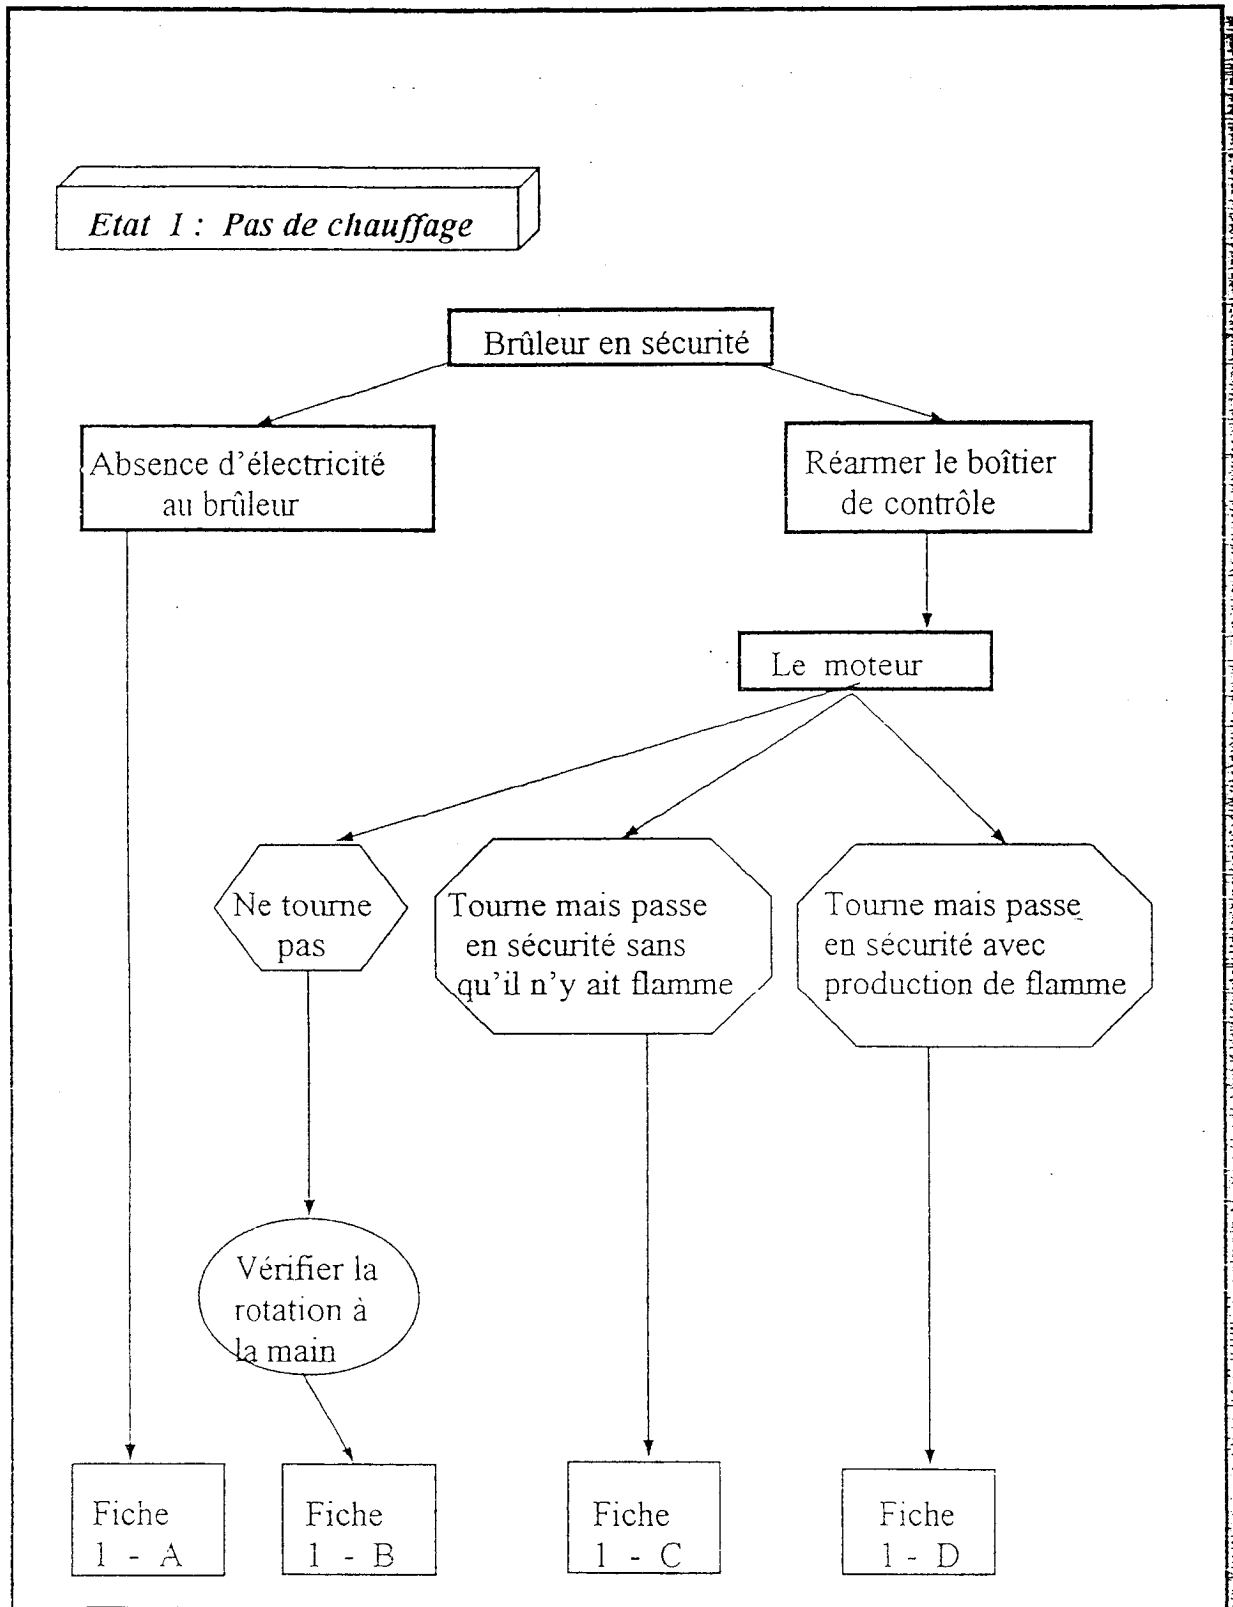 Etat 1 : Pas de chauffage
Brûleur en sécurité
Absence d'électricité
au brûleur
Réarmer le boîtier
de contrôle
Le moteur
Ne tourne
pas
Tourne mais passe
en sécurité sans
qu'il n'y ait flamme
Tourne mais passe
en sécurité avec
production de flamme
Vérifier la
rotation à
la main
Fiche
1 - A
Fiche
1 - B
Fiche
1 - C
Fiche
1 - D